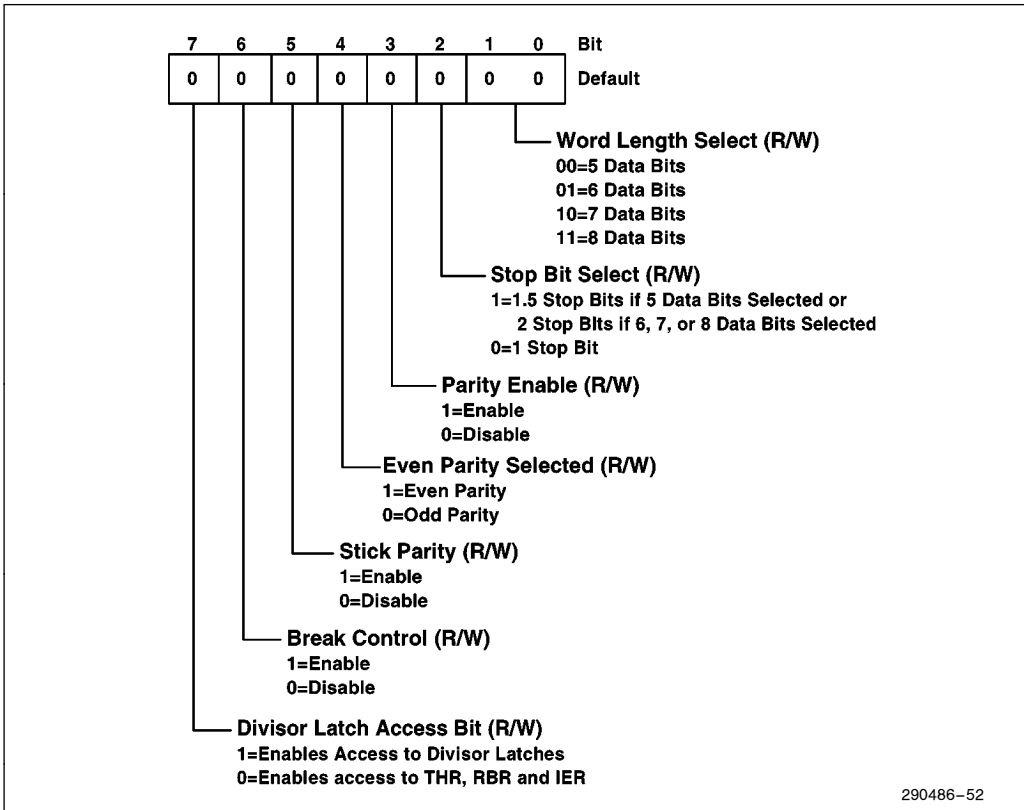 7 6 5 4 3 2 1 0 Bit
0 0 0 0 0 0 0 0 Default
Word Length Select (R/W)
00=5 Data Bits
01=6 Data Bits
10=7 Data Bits
11=8 Data Bits
Stop Bit Select (R/W)
1=1.5 Stop Bits if 5 Data Bits Selected or
2 Stop BIts if 6, 7, or 8 Data Bits Selected
0=1 Stop Bit
Parity Enable (R/W)
1=Enable
0=Disable
Even Parity Selected (R/W)
1=Even Parity
0=Odd Parity
Stick Parity (R/W)
1=Enable
0=Disable
Break Control (R/W)
1=Enable
0=Disable
Divisor Latch Access Bit (R/W)
1=Enables Access to Divisor Latches
0=Enables access to THR, RBR and IER
290486–52